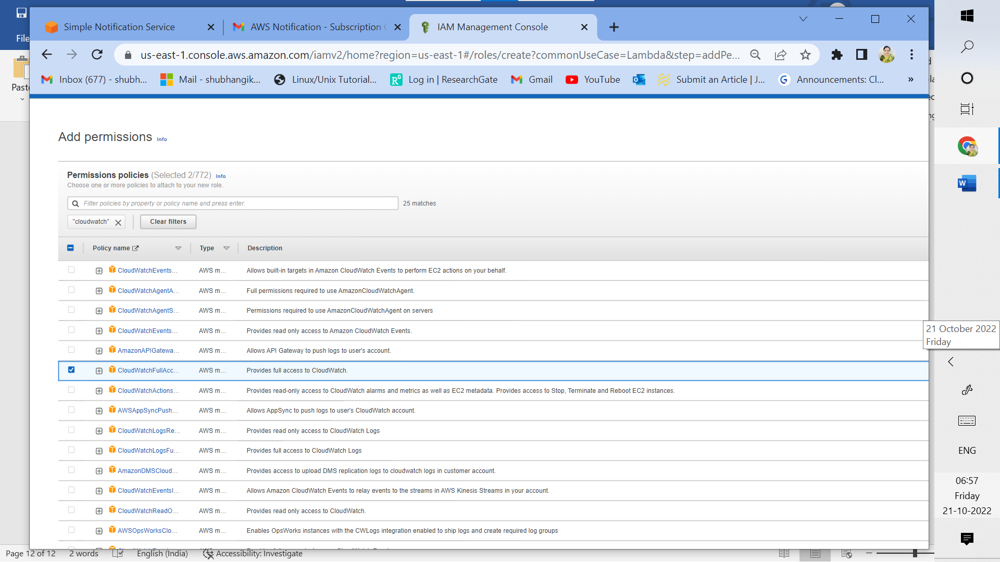 File
Paste
Simple Notification Service
AWS Notification - Subscription
IAM Management Console
us-east-1.console.aws.amazon.com/iamv2/home?region=us-east-1#/roles/create?commonUseCase=Lambda&step=addPe...
Inbox (677) - shubh...
Mail - shubhangik...
Linux/Unix Tutorial...
Log in | ResearchGate
Gmail
YouTube
Submit an Article | J...
Announcements: Cl...
»
Add permissions Info
Permissions policies (Selected 2/772) Info
Choose one or more policies to attach to your new role.
Filter policies by property or policy name and press enter.
25 matches
"cloudwatch"
Clear filters
Policy name Type Description
CloudWatchEvents... AWS m... Allows built-in targets in Amazon CloudWatch Events to perform EC2 actions on your behalf.
CloudWatchAgentA... AWS m... Full permissions required to use AmazonCloudWatchAgent.
CloudWatchAgentS... AWS m... Permissions required to use AmazonCloudWatchAgent on servers
CloudWatchEvents... AWS m... Provides read only access to Amazon CloudWatch Events.
AmazonAPIGatewa... AWS m... Allows API Gateway to push logs to user's account.
CloudWatchFullAcc... AWS m... Provides full access to CloudWatch.
CloudWatchActions... AWS m... Provides read-only access to CloudWatch alarms and metrics as well as EC2 metadata. Provides access to Stop, Terminate and Reboot EC2 instances.
AWSAppSyncPush... AWS m... Allows AppSync to push logs to user's CloudWatch account.
CloudWatchLogsRe... AWS m... Provides read only access to CloudWatch Logs
CloudWatchLogsFu... AWS m... Provides full access to CloudWatch Logs
AmazonDMSCloud... AWS m... Provides access to upload DMS replication logs to cloudwatch logs in customer account.
CloudWatchEventsI... AWS m... Allows Amazon CloudWatch Events to relay events to the streams in AWS Kinesis Streams in your account.
CloudWatchReadO... AWS m... Provides read only access to CloudWatch.
AWSOpsWorksClo... AWS m... Enables OpsWorks instances with the CWLogs integration enabled to ship logs and create required log groups
Page 12 of 12
2 words
English (India)
Accessibility: Investigate
21 October 2022
Friday
ENG
06:57
Friday
21-10-2022